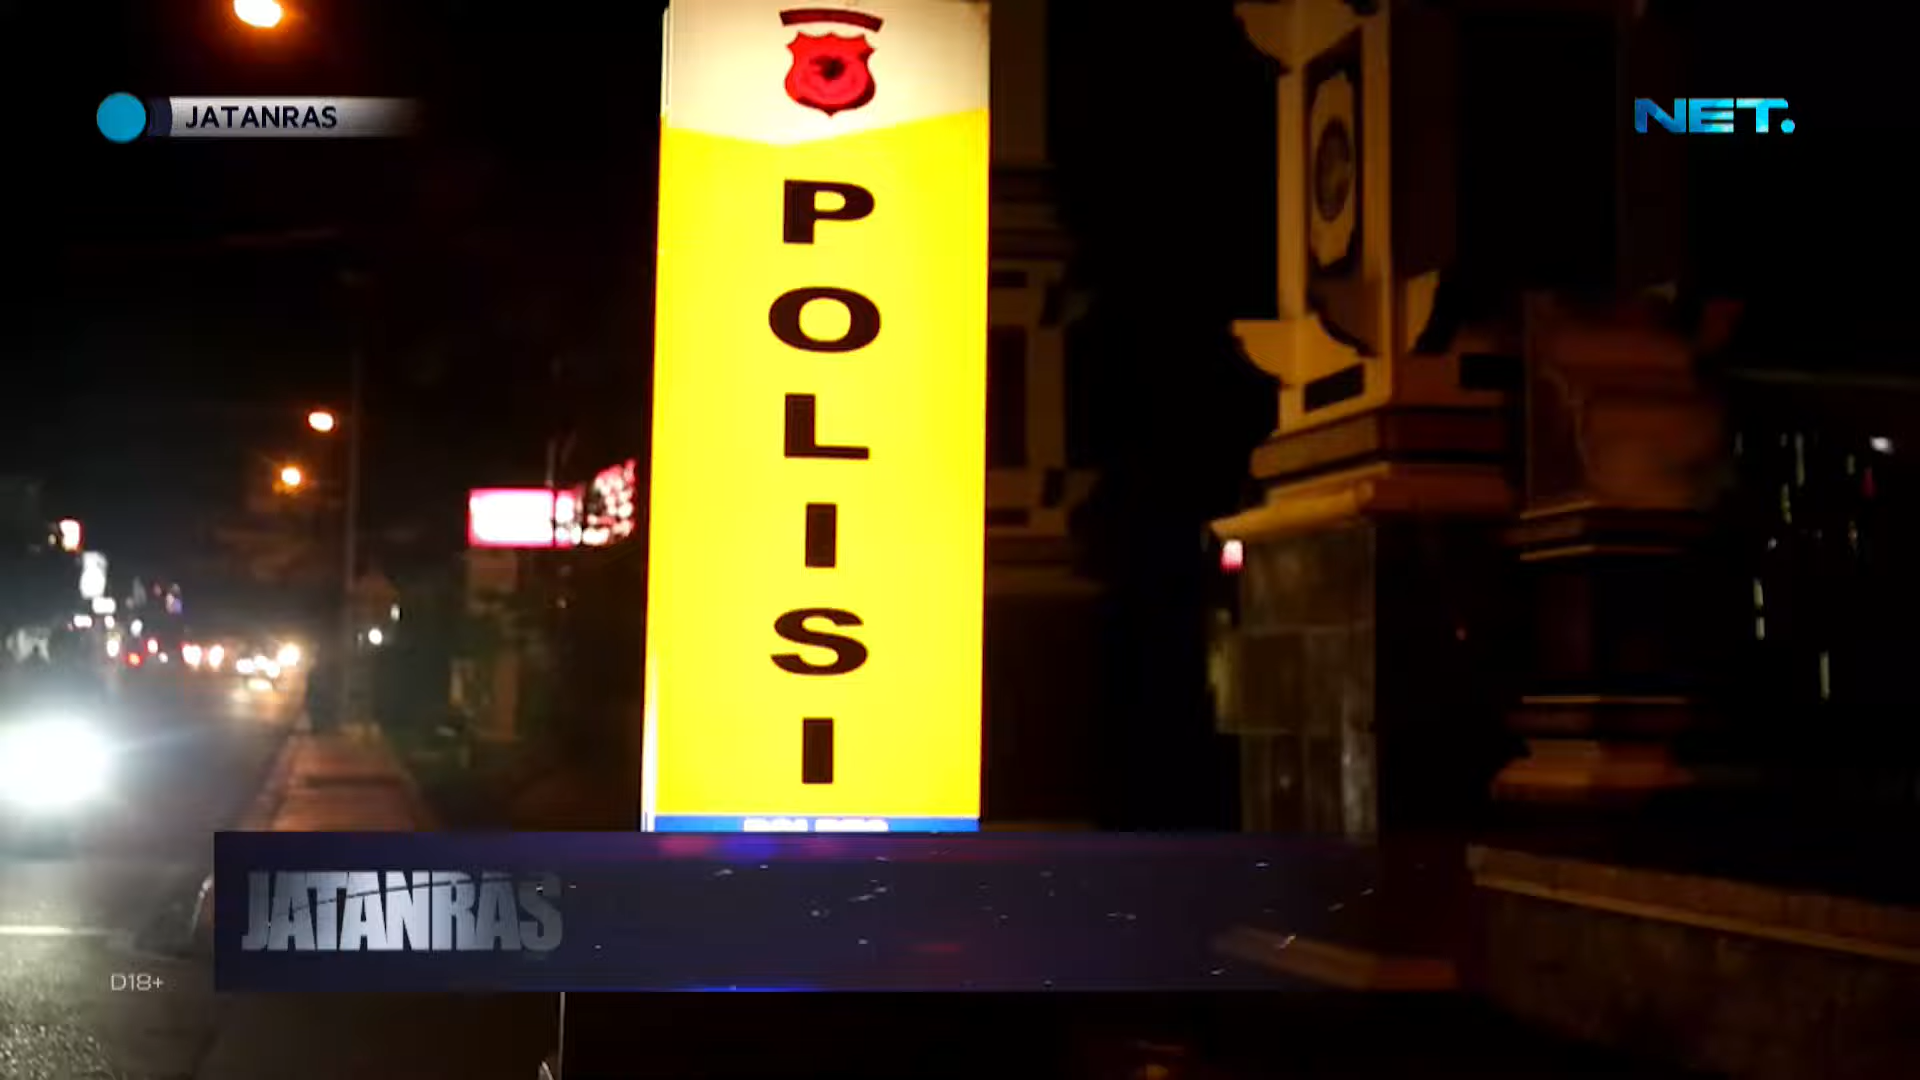 JATANRAS
NET.
POLISI
JATANRAS
D18+